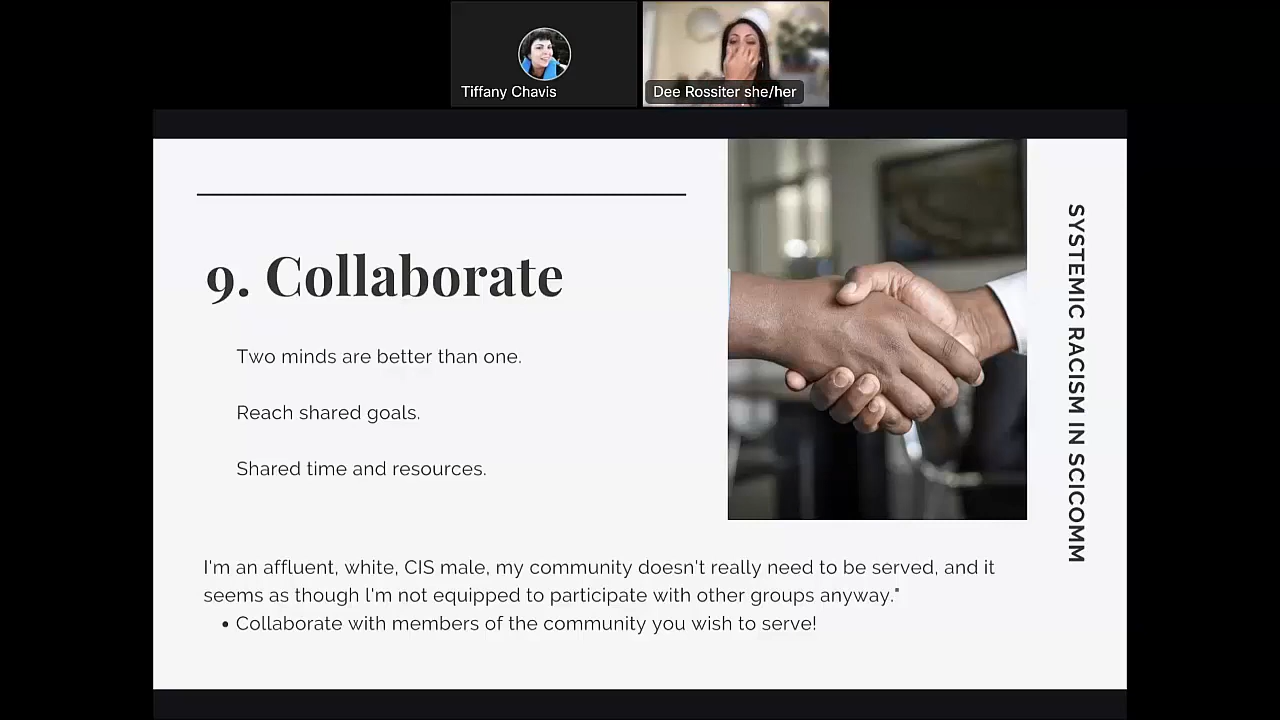 Tiffany Chavis
Dee Rossiter she/her
9. Collaborate
Two minds are better than one.
Reach shared goals.
Shared time and resources.
I'm an affluent, white, CIS male, my community doesn't really need to be served, and it
seems as though I'm not equipped to participate with other groups anyway."
• Collaborate with members of the community you wish to serve!
SYSTEMIC RACISM IN SCICOMM